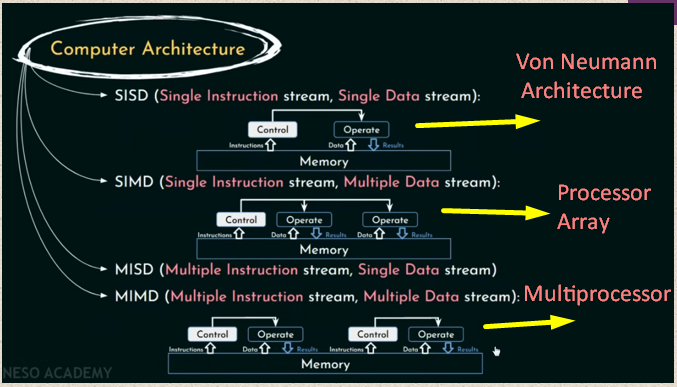 Computer Architecture
SISD (Single Instruction stream, Single Data stream):
Von Neumann
Architecture
Control
Operate
Instructions
Data
Results
Memory
SIMD (Single Instruction stream, Multiple Data stream):
Processor
Array
Control
Operate
Operate
Instructions
Data
Results
Data
Results
Memory
MISD (Multiple Instruction stream, Single Data stream)
MIMD (Multiple Instruction stream, Multiple Data stream):
Multiprocessor
Control
Operate
Control
Operate
Instructions
Data
Results
Instructions
Data
Results
Memory
NESO ACADEMY